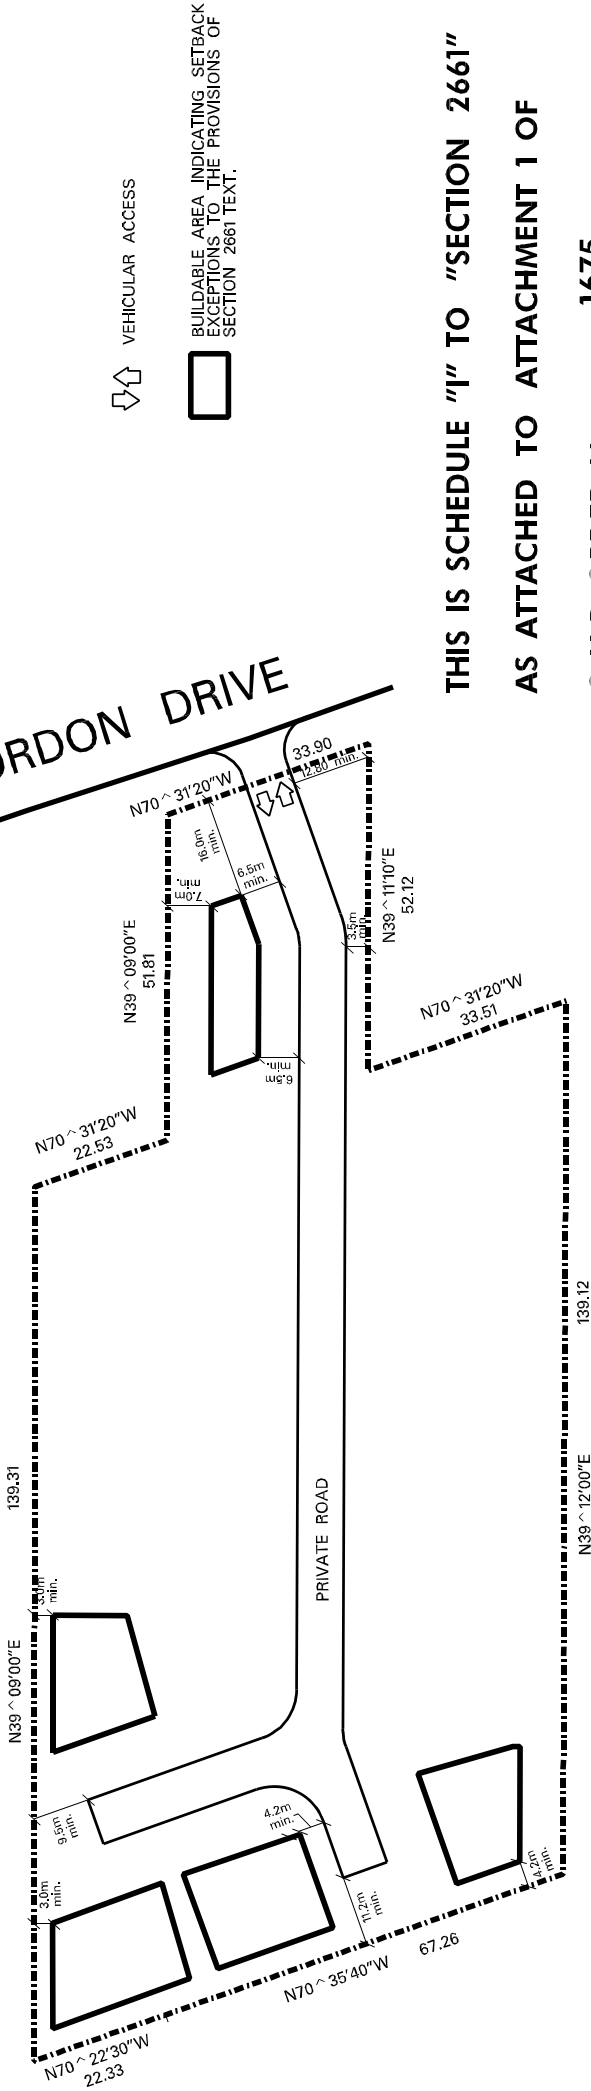 VEHICULAR ACCESS
BUILDABLE AREA INDICATING SETBACK
EXCEPTIONS TO THE PROVISIONS OF
SECTION 2661 TEXT.
THIS IS SCHEDULE "I" TO "SECTION 2661"
AS ATTACHED TO ATTACHMENT 1 OF
1675
DRIVE
N70^31'20"W
33.90
12.80 min.
16.0m
min.
6.5m
min.
7.0m
min.
N39^09'00"E
51.81
N39^11'10"E
52.12
3.5m
min.
6.5m
min.
N70^31'20"W
33.51
N70^31'20"W
22.53
139.31
N39^09'00"E
139.12
N39^12'00"E
PRIVATE ROAD
3.0m
min.
9.5m
min.
3.0m
min.
4.2m
min.
11.2m
min.
4.2m
min.
67.26
N70^35'40"W
N70^22'30"W
22.33